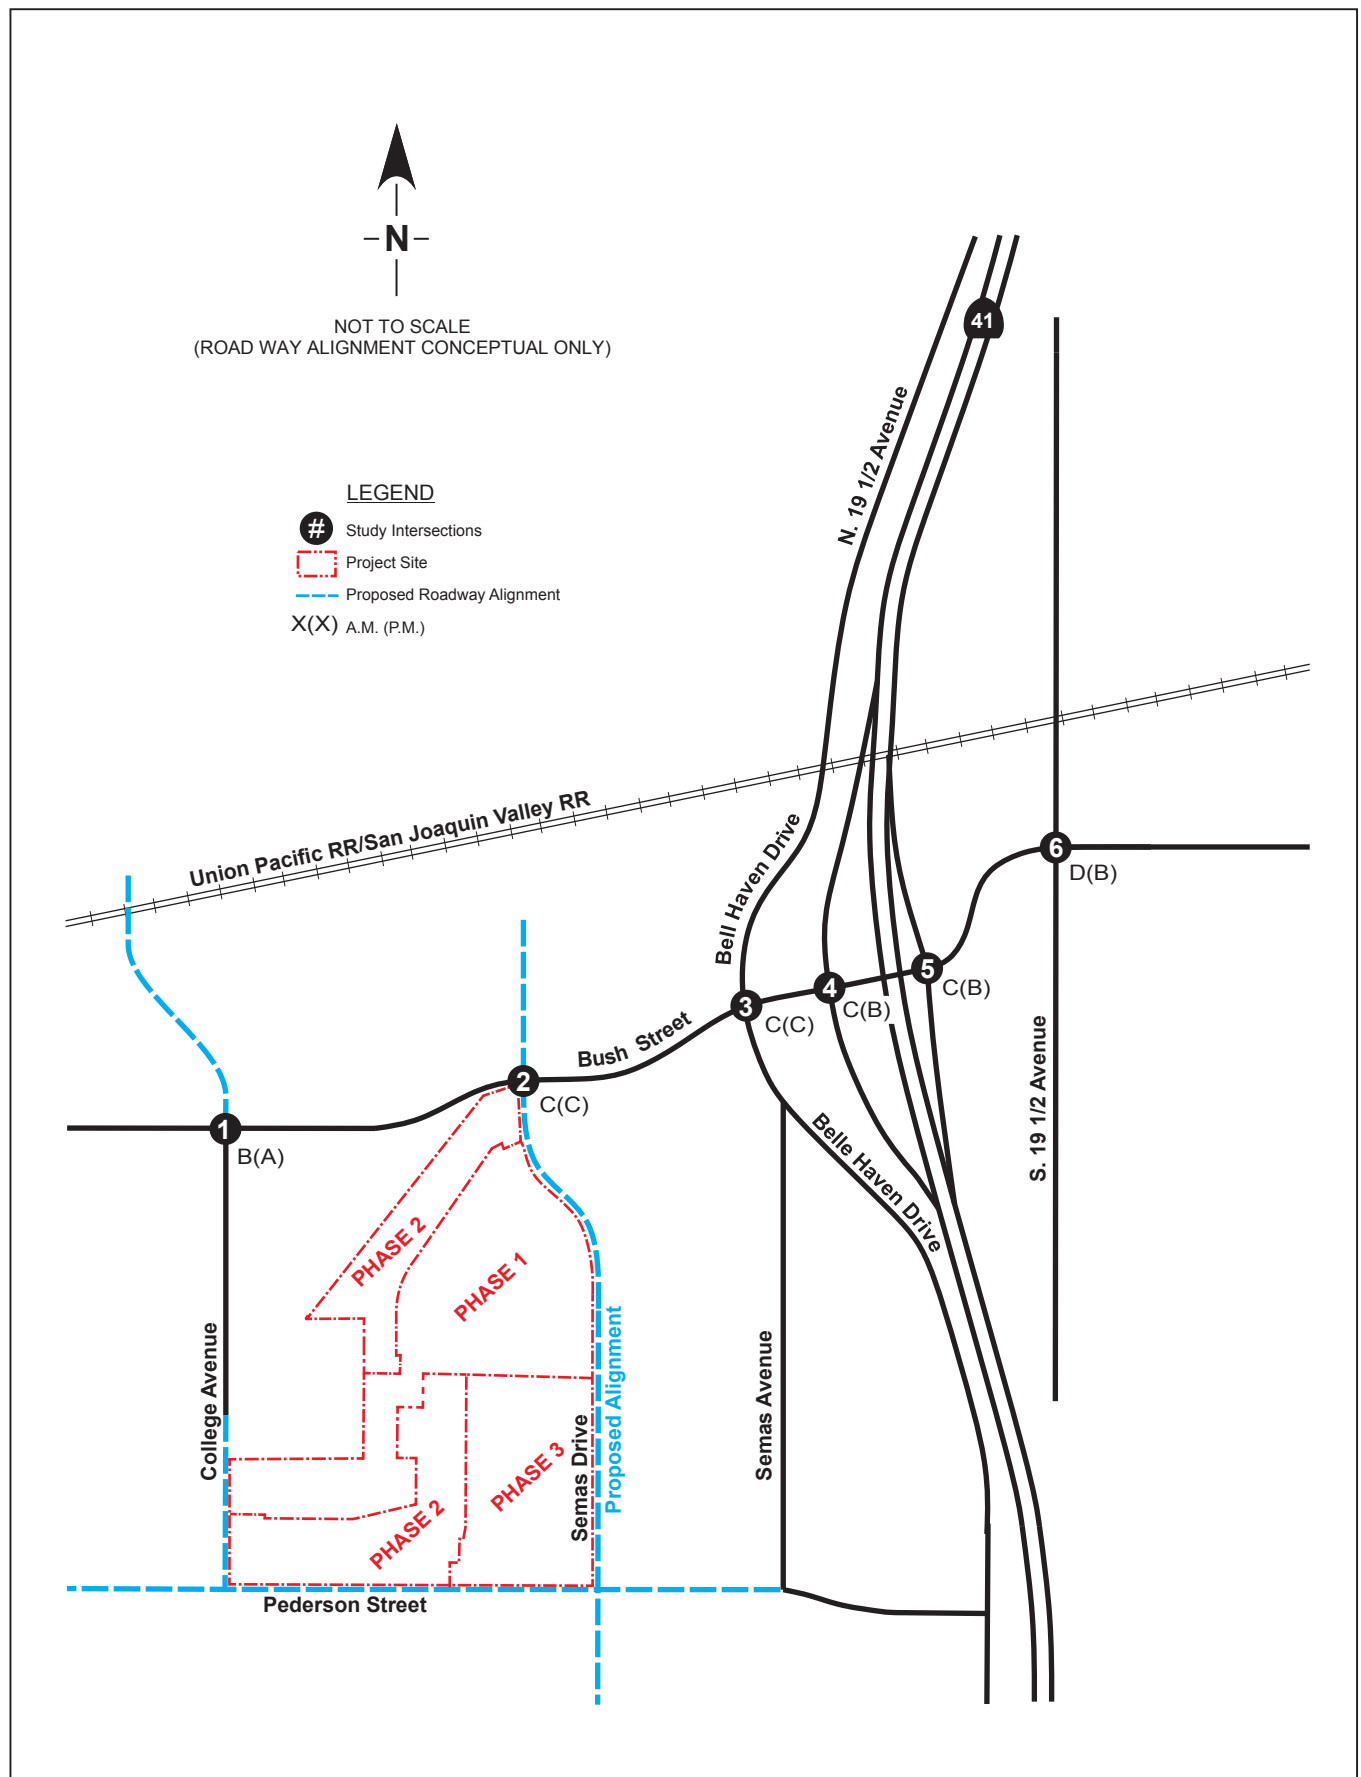 N
NOT TO SCALE
(ROAD WAY ALIGNMENT CONCEPTUAL ONLY)
41
N. 19 1/2 Avenue
LEGEND
# Study Intersections
Project Site
Proposed Roadway Alignment
X(X) A.M. (P.M.)
Union Pacific RR/San Joaquin Valley RR
Bell Haven Drive
6
D(B)
5
C(B)
4
C(B)
3
C(C)
Bush Street
2
C(C)
1
B(A)
S. 19 1/2 Avenue
Belle Haven Drive
PHASE 2
PHASE 1
College Avenue
Semas Drive
Proposed Alignment
Semas Avenue
PHASE 3
PHASE 2
Pederson Street